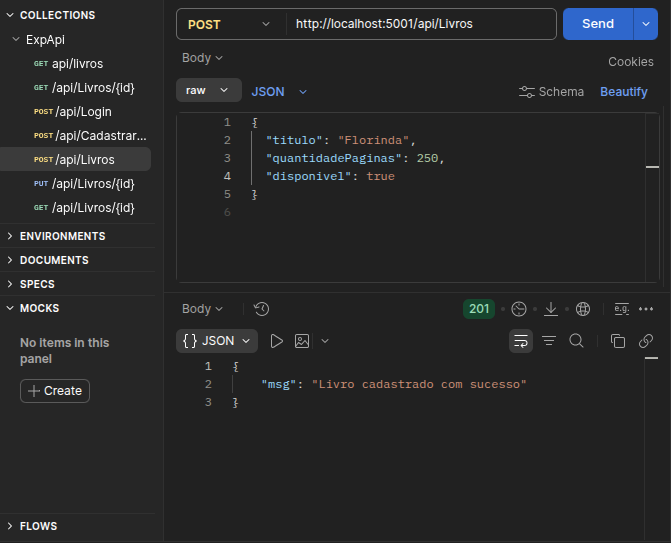 COLLECTIONS
ExpApi
GET api/livros
GET /api/Livros/{id}
POST /api/Login
POST /api/Cadastrar...
POST /api/Livros
PUT /api/Livros/{id}
GET /api/Livros/{id}
ENVIRONMENTS
DOCUMENTS
SPECS
MOCKS
No items in this
panel
+ Create
FLOWS
POST http://localhost:5001/api/Livros Send
Body Cookies
raw JSON Schema Beautify
1 {
2 "titulo": "Florinda",
3 "quantidadePaginas": 250,
4 "disponivel": true
5 }
6
Body 201 e.g.
{} JSON
1 {
2 "msg": "Livro cadastrado com sucesso"
3 }